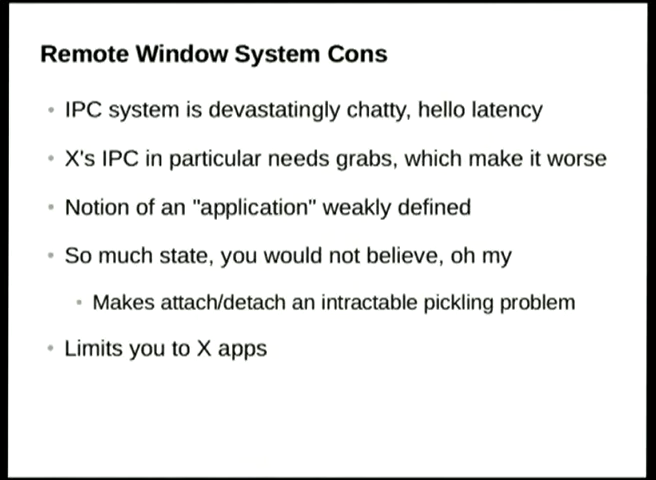 Remote Window System Cons
IPC system is devastatingly chatty, hello latency
X's IPC in particular needs grabs, which make it worse
Notion of an "application" weakly defined
So much state, you would not believe, oh my
Makes attach/detach an intractable pickling problem
Limits you to X apps